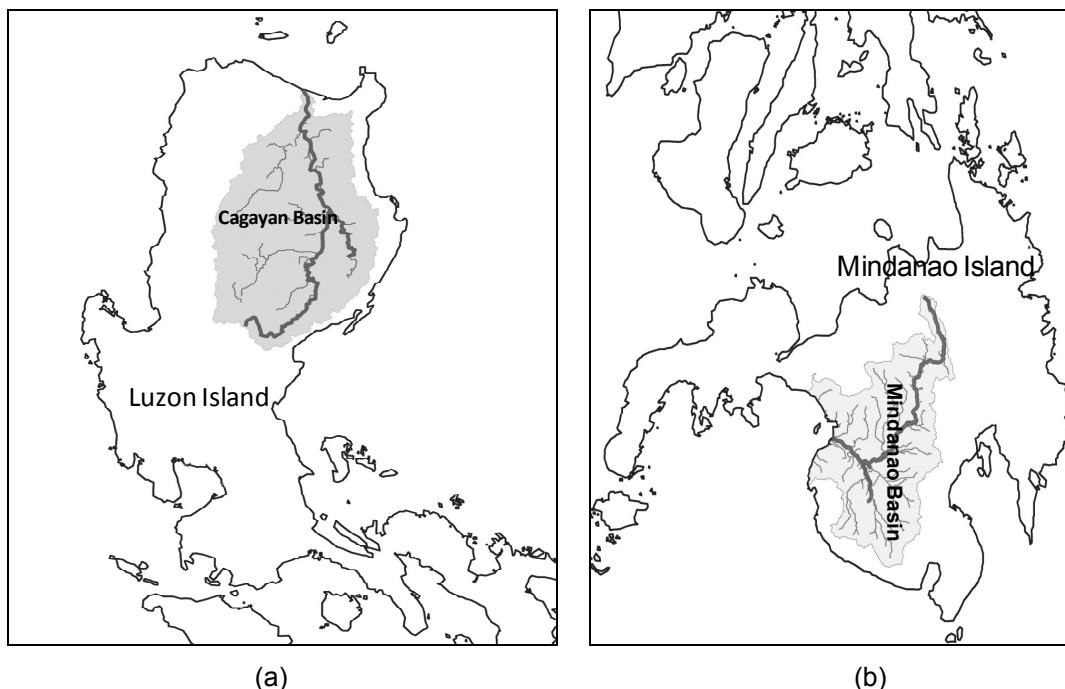 Cagayan Basin
Luzon Island
Mindanao Island
Mindanao Basin
(a)
(b)